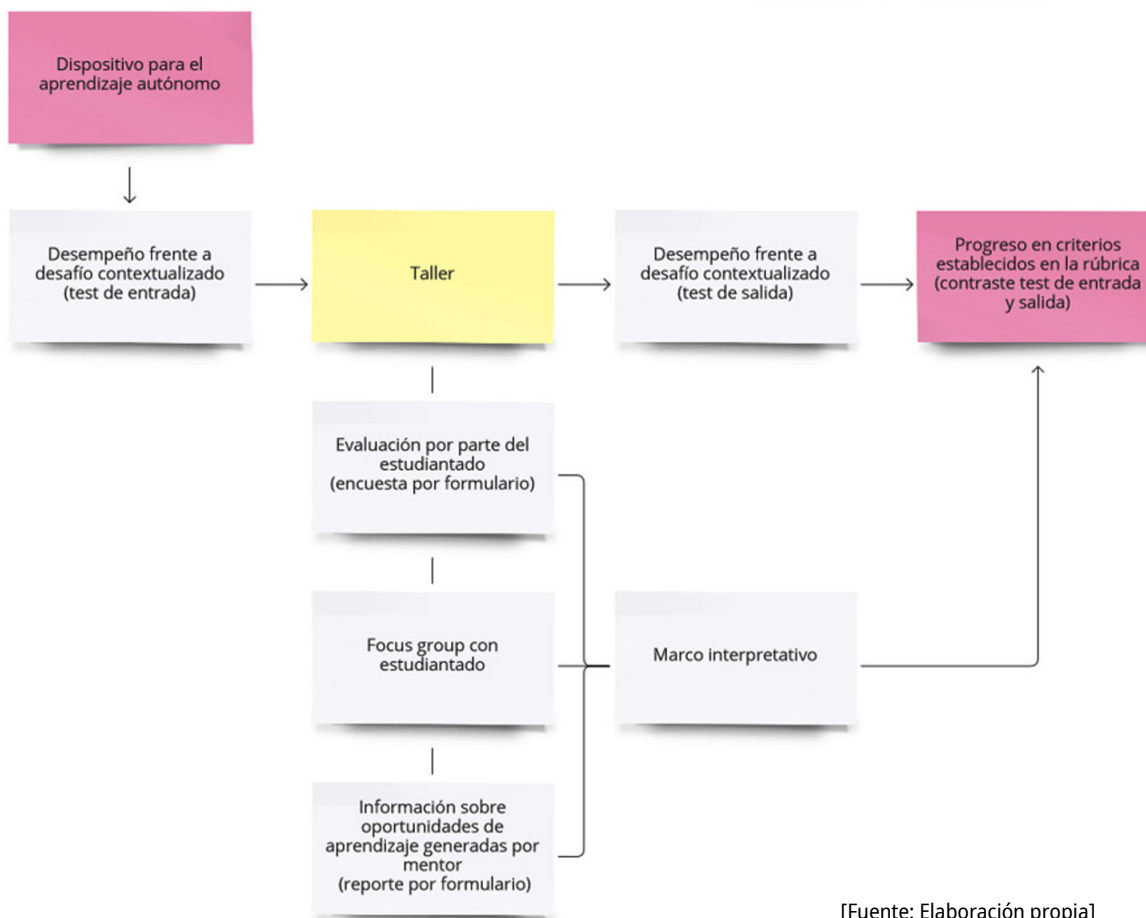 Dispositivo para el
aprendizaje autónomo
Desempeño frente a
desafío contextualizado
(test de entrada)
Taller
Desempeño frente a
desafío contextualizado
(test de salida)
Progreso en criterios
establecidos en la rúbrica
(contraste test de entrada
y salida)
Evaluación por parte del
estudiantado
(encuesta por formulario)
Focus group con
estudiantado
Marco interpretativo
Información sobre
oportunidades de
aprendizaje generadas por
mentor
(reporte por formulario)
[Fuente: Elaboración propia]